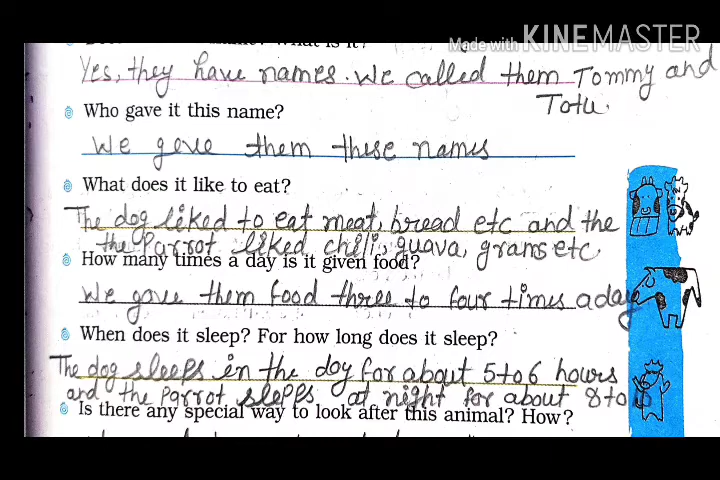 Made with KINEMASTER
Yes, they have names. We called them Tommy and
Totu.
Who gave it this name?
We gave them these names
What does it like to eat?
The dog liked to eat meat, bread etc and the
the Parrot liked chili, guava, grams etc.
How many times a day is it given food?
We gave them food three to four times a day
When does it sleep? For how long does it sleep?
The dog sleeps in the day for about 5 to 6 hours
and the Parrot slepps at night for about 8 to
Is there any special way to look after this animal? How?